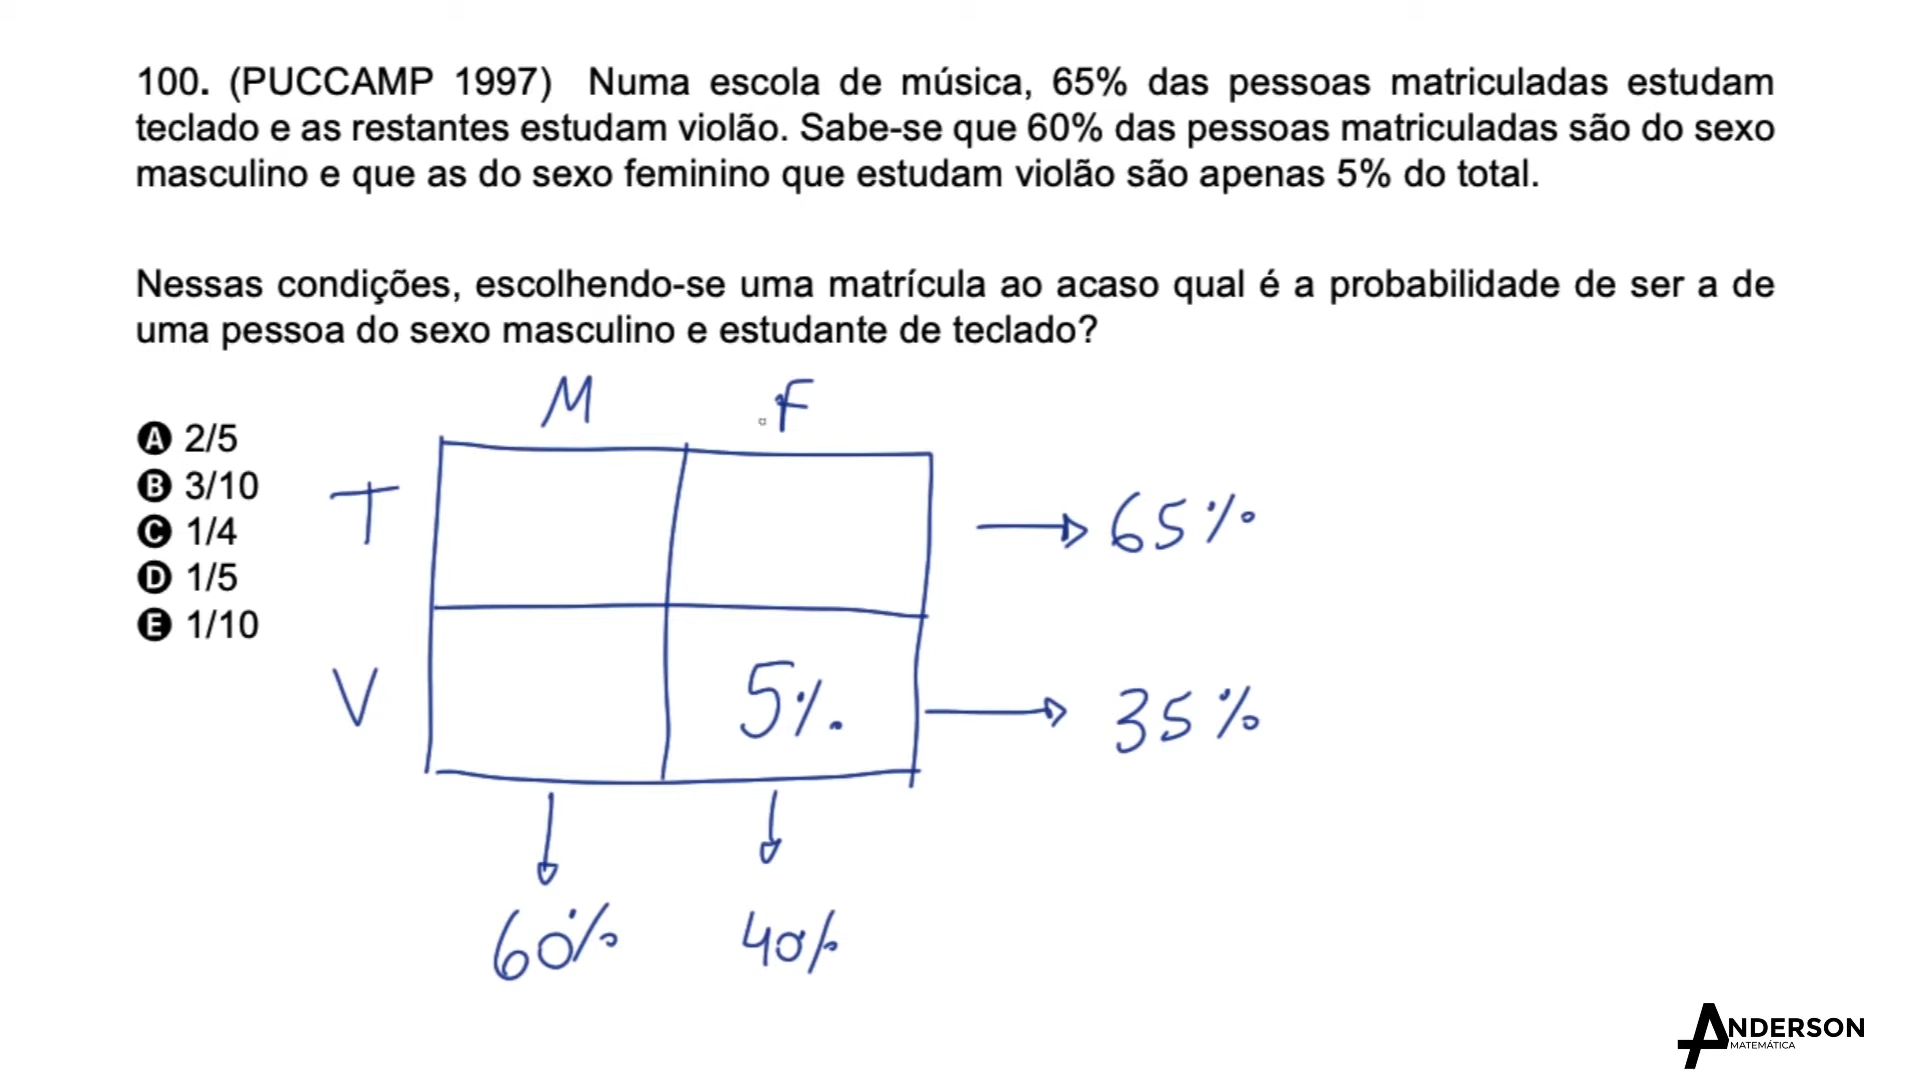 100. (PUCCAMP 1997) Numa escola de música, 65% das pessoas matriculadas estudam
teclado e as restantes estudam violão. Sabe-se que 60% das pessoas matriculadas são do sexo
masculino e que as do sexo feminino que estudam violão são apenas 5% do total.
Nessas condições, escolhendo-se uma matrícula ao acaso qual é a probabilidade de ser a de
uma pessoa do sexo masculino e estudante de teclado?
A 2/5
B 3/10
C 1/4
D 1/5
E 1/10
M F
T 65%
V 5% 35%
60% 40%
ANDERSON
MATEMÁTICA